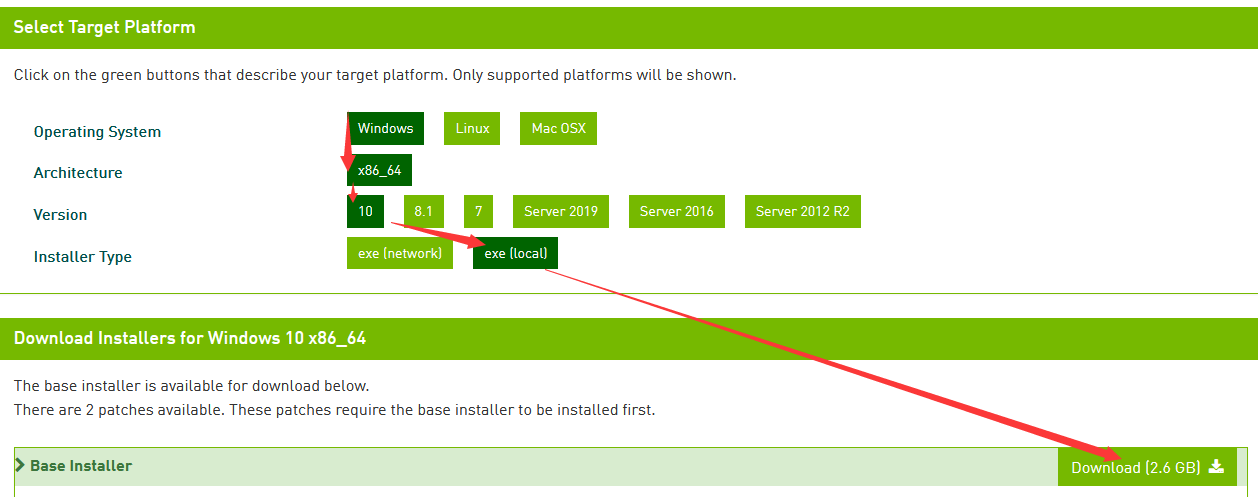 Select Target Platform
Click on the green buttons that describe your target platform. Only supported platforms will be shown.
Operating System Windows Linux Mac OSX
Architecture x86_64
Version 10 8.1 7 Server 2019 Server 2016 Server 2012 R2
Installer Type exe (network) exe (local)
Download Installers for Windows 10 x86_64
The base installer is available for download below.
There are 2 patches available. These patches require the base installer to be installed first.
Base Installer Download (2.6 GB)